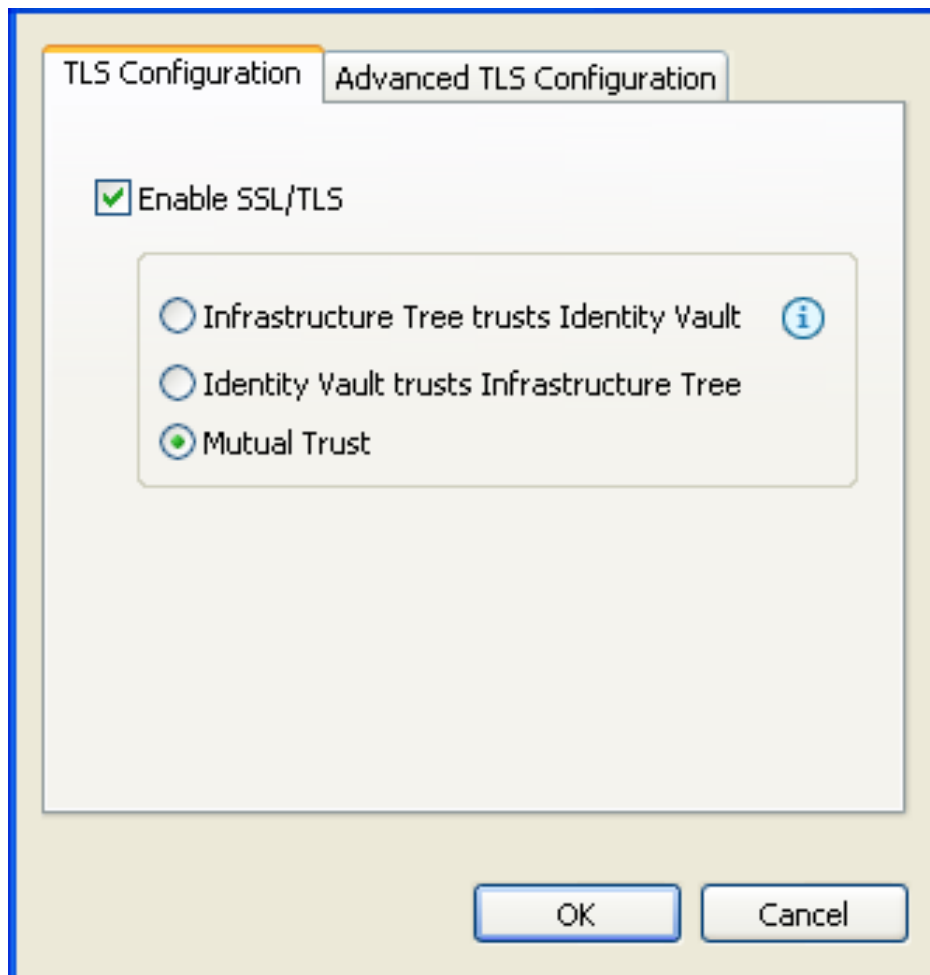 TLS Configuration
Advanced TLS Configuration
Enable SSL/TLS
Infrastructure Tree trusts Identity Vault
Identity Vault trusts Infrastructure Tree
Mutual Trust
OK
Cancel